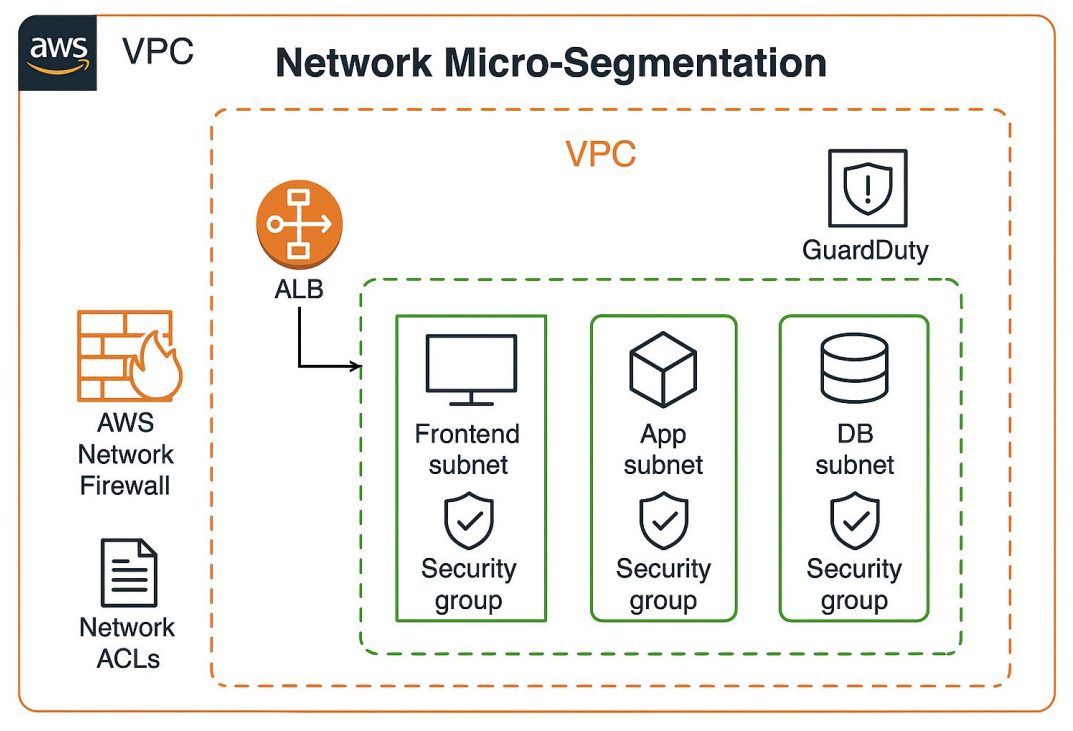 aws
VPC
Network Micro-Segmentation
VPC
GuardDuty
ALB
AWS
Network
Firewall
Network
ACLs
Frontend
subnet
Security
group
App
subnet
Security
group
DB
subnet
Security
group